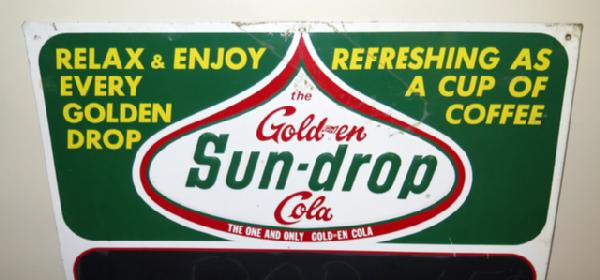 RELAX & ENJOY
EVERY
GOLDEN
DROP
REFRESHING AS
A CUP OF
COFFEE
the
Gold-en
Sun-drop
Cola
THE ONE AND ONLY GOLD-EN COLA